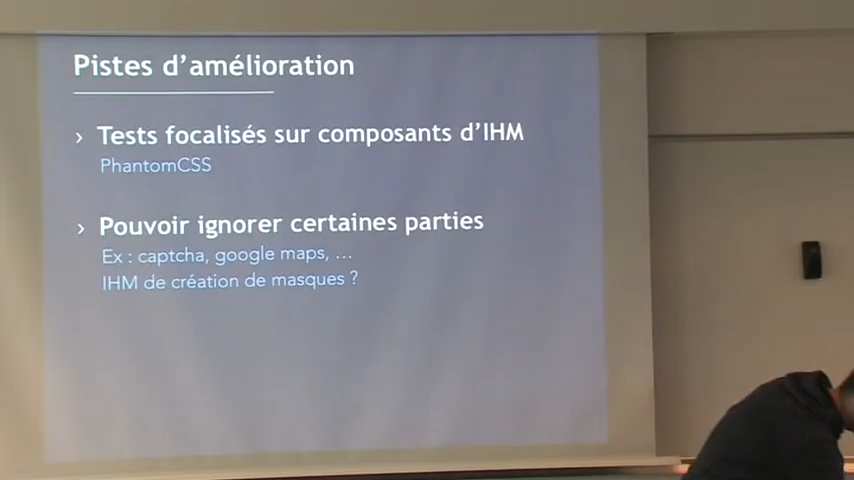 Pistes d'amélioration
› Tests focalisés sur composants d'IHM
PhantomCSS
› Pouvoir ignorer certaines parties
Ex : captcha, google maps, ...
IHM de création de masques ?